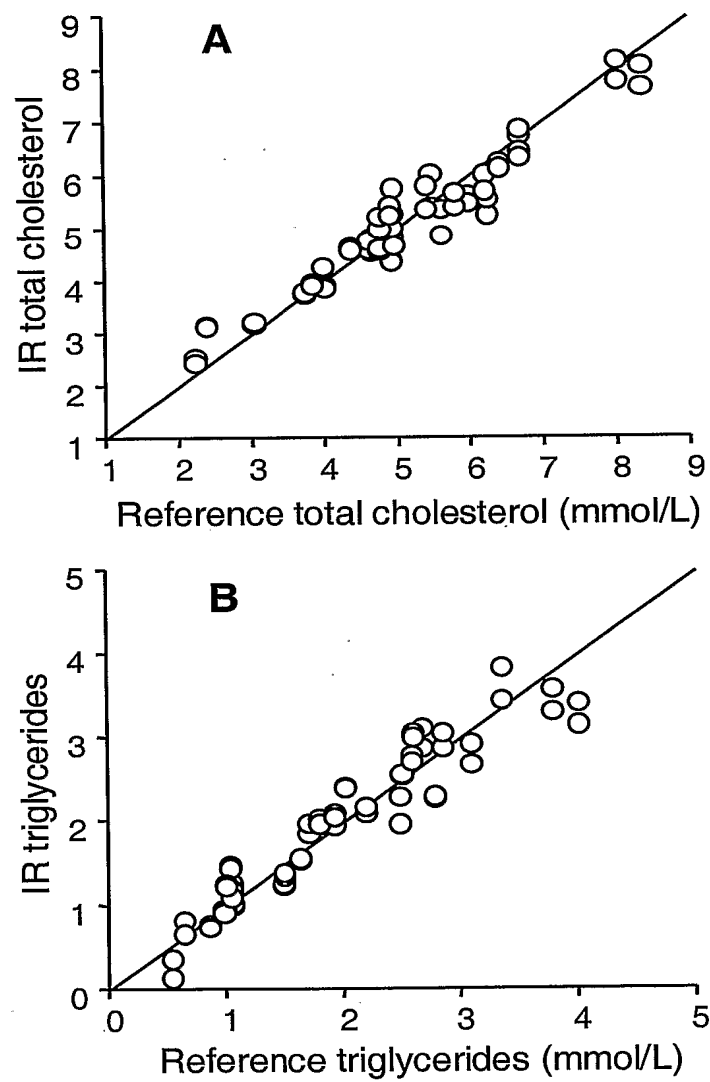 A
IR total cholesterol
9
8
7
6
5
4
3
2
1
1 2 3 4 5 6 7 8 9
Reference total cholesterol (mmol/L)
B
IR triglycerides
5
4
3
2
1
0
0 1 2 3 4 5
Reference triglycerides (mmol/L)